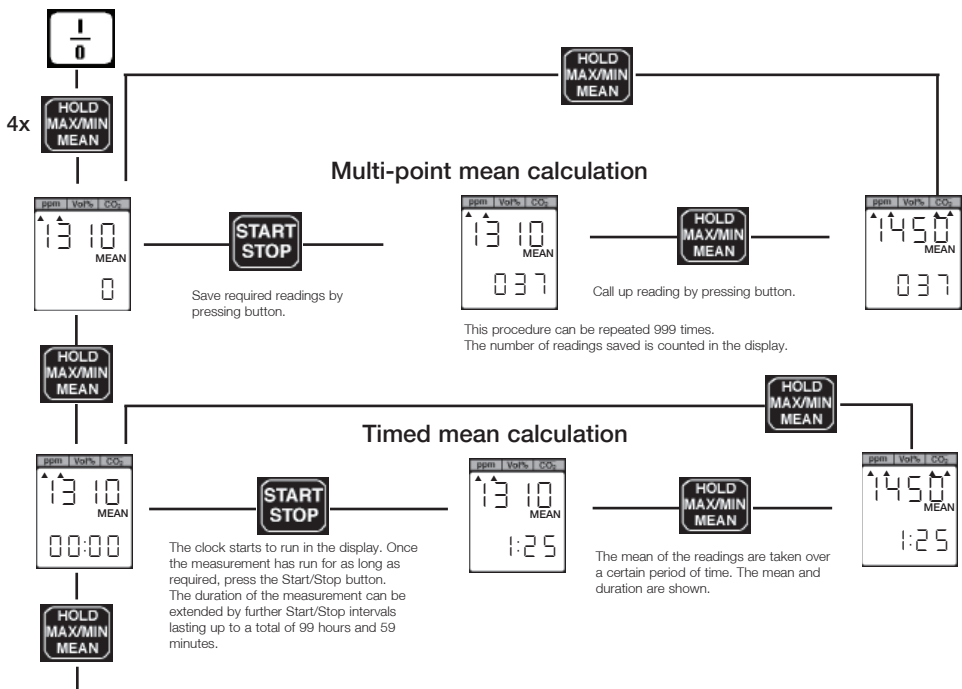 I
0
HOLD
MAX/MIN
MEAN
4x
HOLD
MAX/MIN
MEAN
Multi-point mean calculation
ppm Vol% CO₂
1310
MEAN
0
START
STOP
Save required readings by
pressing button.
ppm Vol% CO₂
1310
MEAN
037
This procedure can be repeated 999 times.
The number of readings saved is counted in the display.
HOLD
MAX/MIN
MEAN
Call up reading by pressing button.
ppm Vol% CO₂
1450
MEAN
037
HOLD
MAX/MIN
MEAN
HOLD
MAX/MIN
MEAN
Timed mean calculation
ppm Vol% CO₂
1310
MEAN
00:00
START
STOP
The clock starts to run in the display. Once
the measurement has run for as long as
required, press the Start/Stop button.
The duration of the measurement can be
extended by further Start/Stop intervals
lasting up to a total of 99 hours and 59
minutes.
ppm Vol% CO₂
1310
MEAN
1:25
HOLD
MAX/MIN
MEAN
The mean of the readings are taken over
a certain period of time. The mean and
duration are shown.
ppm Vol% CO₂
1450
MEAN
1:25
HOLD
MAX/MIN
MEAN